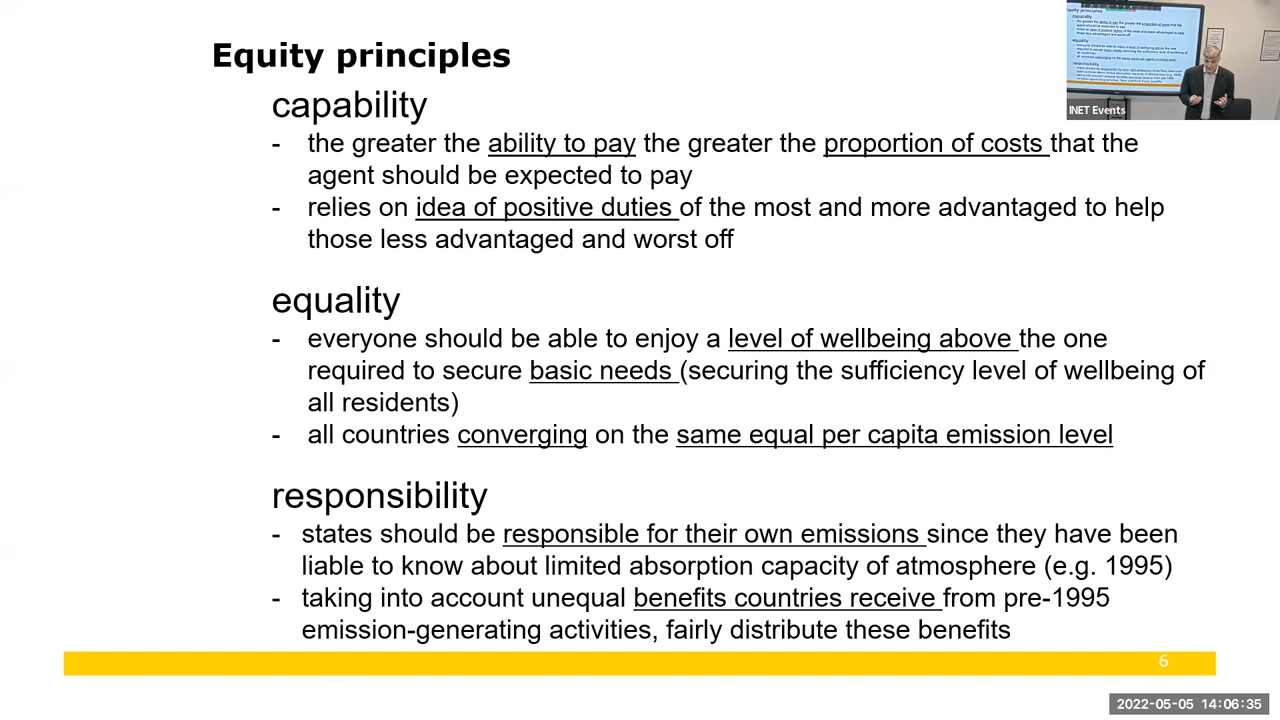 Equity principles
capability
- the greater the ability to pay the greater the proportion of costs that the
agent should be expected to pay
- relies on idea of positive duties of the most and more advantaged to help
those less advantaged and worst off
equality
- everyone should be able to enjoy a level of wellbeing above the one
required to secure basic needs (securing the sufficiency level of wellbeing of
all residents)
- all countries converging on the same equal per capita emission level
responsibility
- states should be responsible for their own emissions since they have been
liable to know about limited absorption capacity of atmosphere (e.g. 1995)
- taking into account unequal benefits countries receive from pre-1995
emission-generating activities, fairly distribute these benefits
6
INET Events
2022-05-05 14:06:35